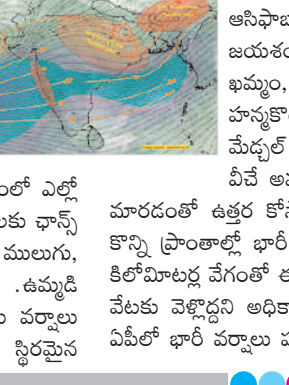 ఆసిఫాబ
జయశం
ఖమ్మం,
హన్మకొ
మేడ్చల్
వీచే అవ
మారడంతో ఉత్తర కోస
కొన్ని ప్రాంతాల్లో భారీ
కిలోమీటర్ల వేగంతో ఈ
వేటకు వెళ్లొద్దని అధికా
ఏపీలో భారీ వర్షాలు ప
ంలో ఎల్లో
లకు ఛాన్స్
ములుగు,
.ఉమ్మడి
ు వర్షాలు
స్థిరమైన